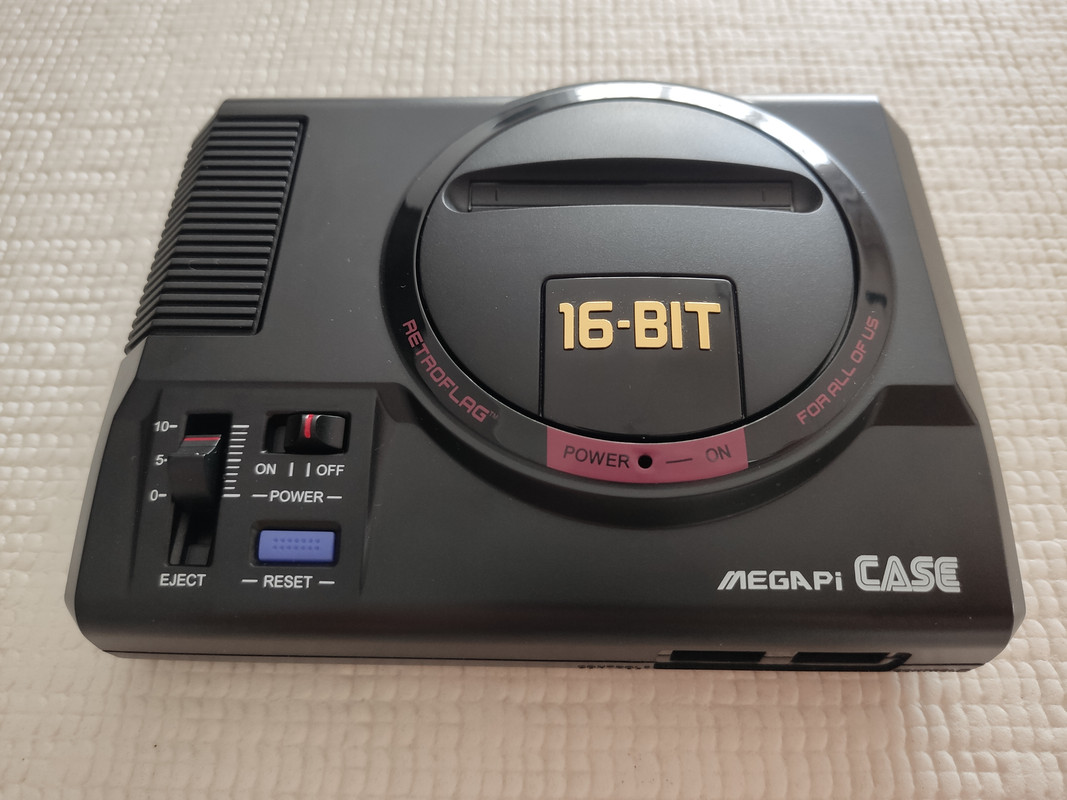 16-BIT
RETROFLAG™
FOR ALL OF US
POWER — ON
10
5
0
EJECT
ON OFF
POWER
RESET
MEGAPi CASE